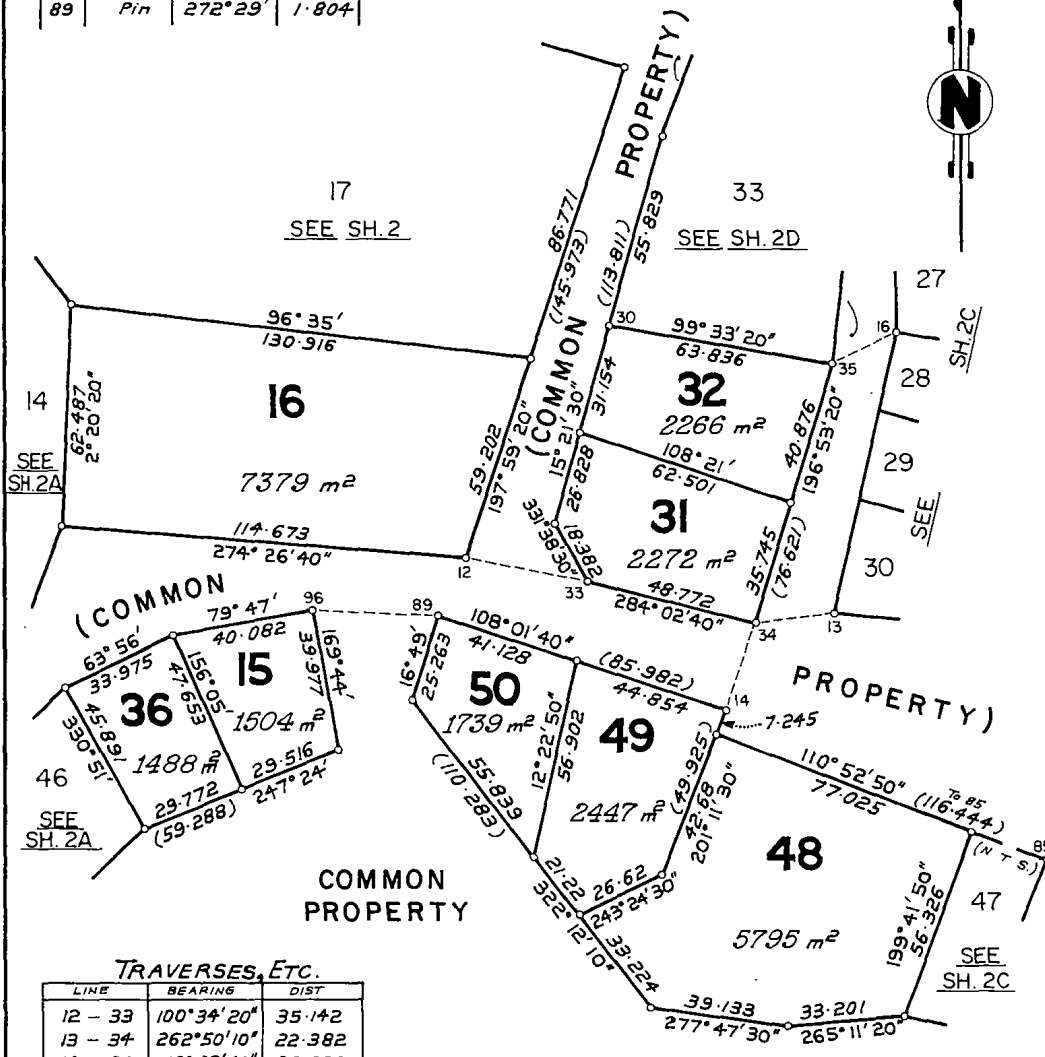 89 Pin 272°29' 1·804
N
17
SEE SH. 2
86·771
(145·973)
(COMMON PROPERTY)
(113·811)
55·829
33
SEE SH. 2D
27
SH.2C
16
28
29
SEE
30
96° 35'
130·916
14
SEE
SH.2A
62·487
2° 20' 20"
16
7379 m²
59·202
197° 59' 20"
114·673
274° 26' 40"
12
30
99° 33' 20"
63·836
35
31·154
15° 21' 30"
32
2266 m²
40·876
196° 53' 20"
108° 21'
62·501
26·828
331° 38' 30"
18·382
31
2272 m²
35·745
(76·621)
33
48·772
284° 02' 40"
34
13
(COMMON
PROPERTY)
63° 56'
33·975
79° 47'
40·082
96
89
36
1488 m²
45·891
330° 51'
156° 05'
47·653
15
1504 m²
169° 44'
39·977
29·516
247° 24'
29·772
(59·288)
46
SEE
SH. 2A
108° 01' 40"
41·128
(85·982)
44·854
14
7·245
16° 49'
25·263
50
1739 m²
55·839
(110·283)
12° 22' 50"
56·902
49
2447 m²
(49·925)
42·68
201° 11' 30"
21·22
322° 12' 10"
26·62
243° 24' 30"
33·224
110° 52' 50"
77·025
(116·444)
To 85
(N T S.)
48
5795 m²
199° 41' 50"
56·326
47
SEE
SH. 2C
39·133
277° 47' 30"
33·201
265° 11' 20"
COMMON
PROPERTY
TRAVERSES, ETC.
LINE BEARING DIST
12 – 33 100° 34' 20" 35·142
13 – 34 262° 50' 10" 22·382